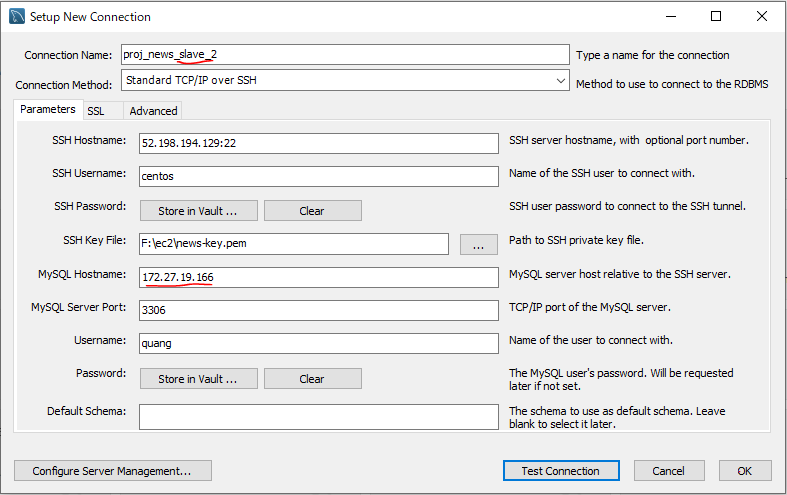 Setup New Connection
Connection Name: proj_news_slave_2 Type a name for the connection
Connection Method: Standard TCP/IP over SSH Method to use to connect to the RDBMS
Parameters SSL Advanced
SSH Hostname: 52.198.194.129:22 SSH server hostname, with optional port number.
SSH Username: centos Name of the SSH user to connect with.
SSH Password: Store in Vault ... Clear SSH user password to connect to the SSH tunnel.
SSH Key File: F:\ec2\news-key.pem ... Path to SSH private key file.
MySQL Hostname: 172.27.19.166 MySQL server host relative to the SSH server.
MySQL Server Port: 3306 TCP/IP port of the MySQL server.
Username: quang Name of the user to connect with.
Password: Store in Vault ... Clear The MySQL user's password. Will be requested
later if not set.
Default Schema: The schema to use as default schema. Leave
blank to select it later.
Configure Server Management... Test Connection Cancel OK